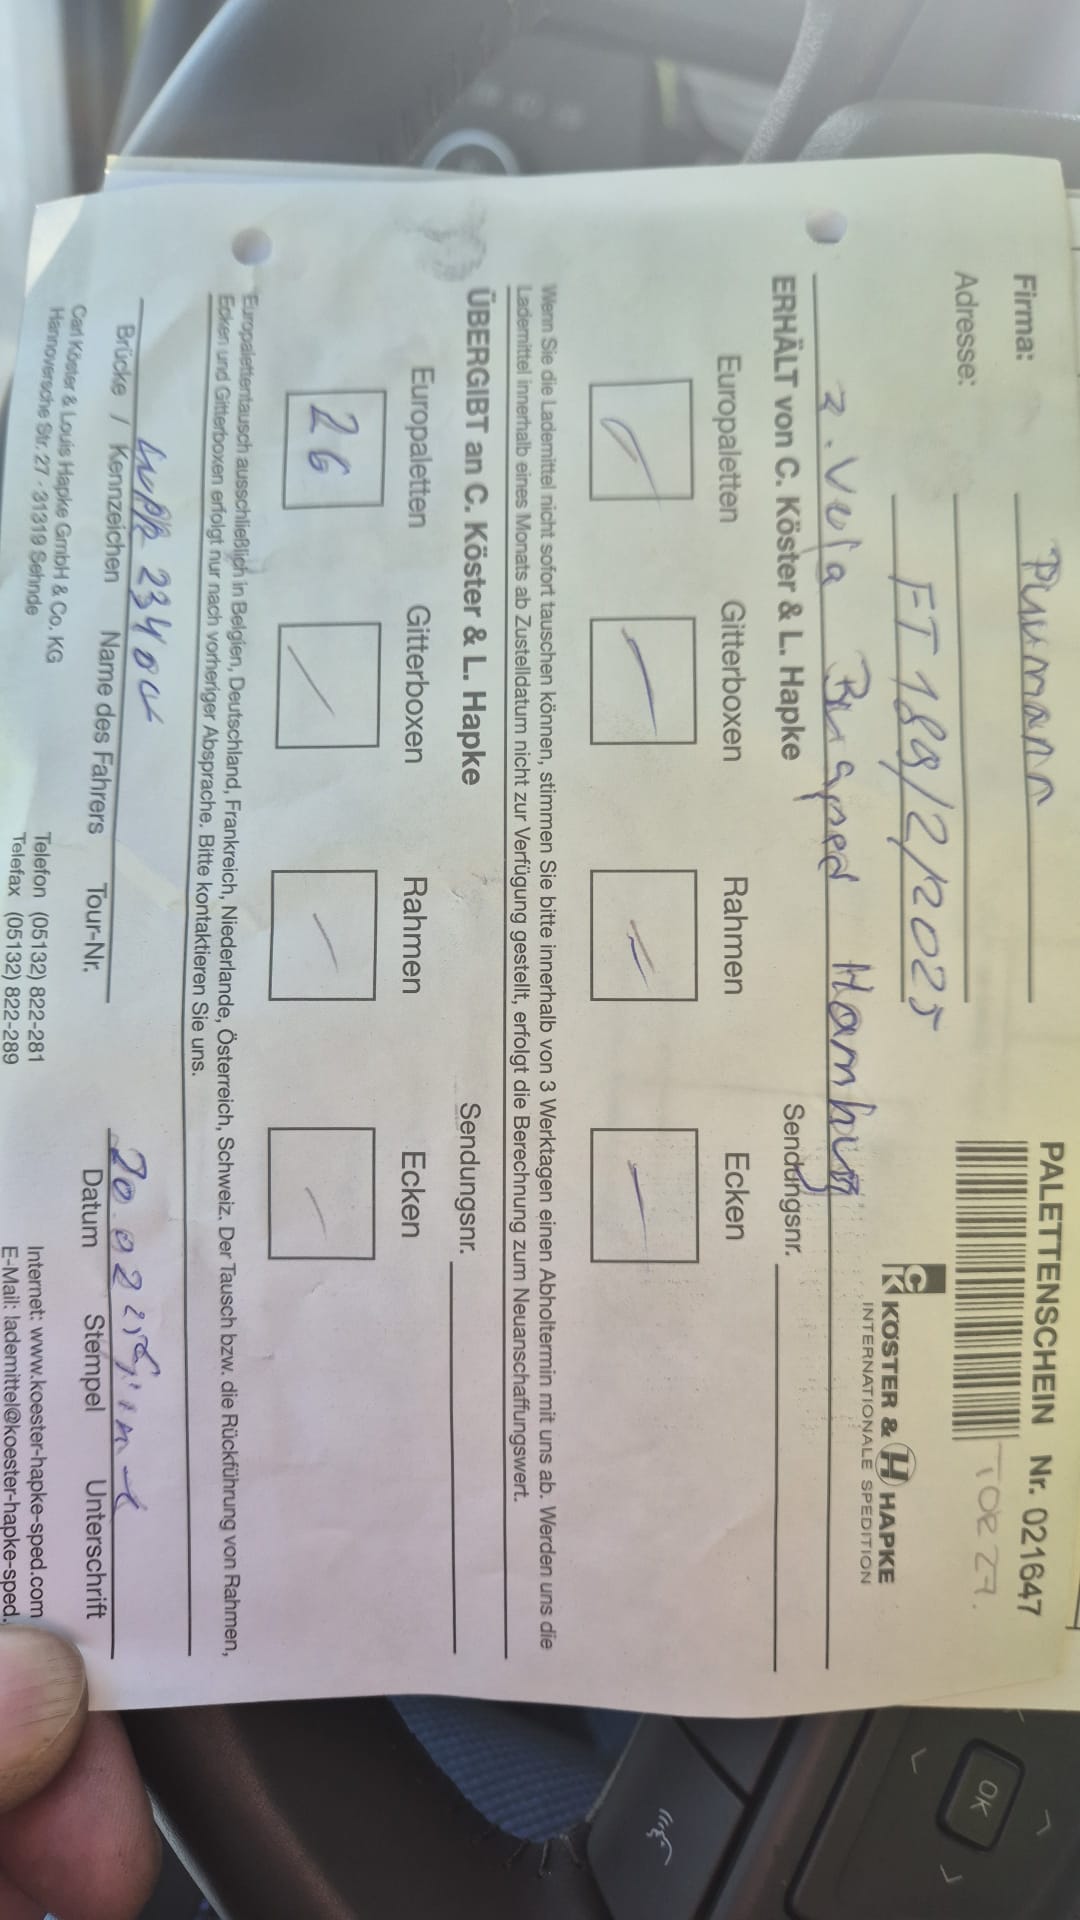 PALETTENSCHEIN Nr. 021647
Firma: Pumann
Adresse:
FT 189/2/2025
CK KÖSTER & H HAPKE
INTERNATIONALE SPEDITION
Hamburg
ERHÄLT von C. Köster & L. Hapke Sendungsnr.
Europaletten Gitterboxen Rahmen Ecken
Wenn Sie die Lademittel nicht sofort tauschen können, stimmen Sie bitte innerhalb von 3 Werktagen einen Abholtermin mit uns ab. Werden uns die
Lademittel innerhalb eines Monats ab Zustelldatum nicht zur Verfügung gestellt, erfolgt die Berechnung zum Neuanschaffungswert.
ÜBERGIBT an C. Köster & L. Hapke Sendungsnr.
Europaletten Gitterboxen Rahmen Ecken
26
Europalettentausch ausschließlich in Belgien, Deutschland, Frankreich, Niederlande, Österreich, Schweiz. Der Tausch bzw. die Rückführung von Rahmen,
Ecken und Gitterboxen erfolgt nur nach vorheriger Absprache. Bitte kontaktieren Sie uns.
20.02
Brücke / Kennzeichen Name des Fahrers Tour-Nr. Datum Stempel Unterschrift
Carl Köster & Louis Hapke GmbH & Co. KG Telefon (05132) 822-281 Internet: www.koester-hapke-sped.com
Hannoversche Str. 27 · 31319 Sehnde Telefax (05132) 822-289 E-Mail: lademittel@koester-hapke-sped.
OK